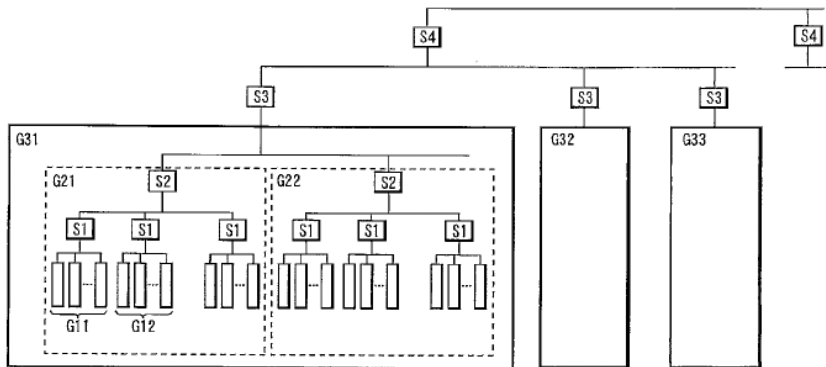 S4 S4
S3 S3 S3
G31 G32 G33
G21 S2 G22 S2
S1 S1 S1 S1 S1 S1
G11 G12